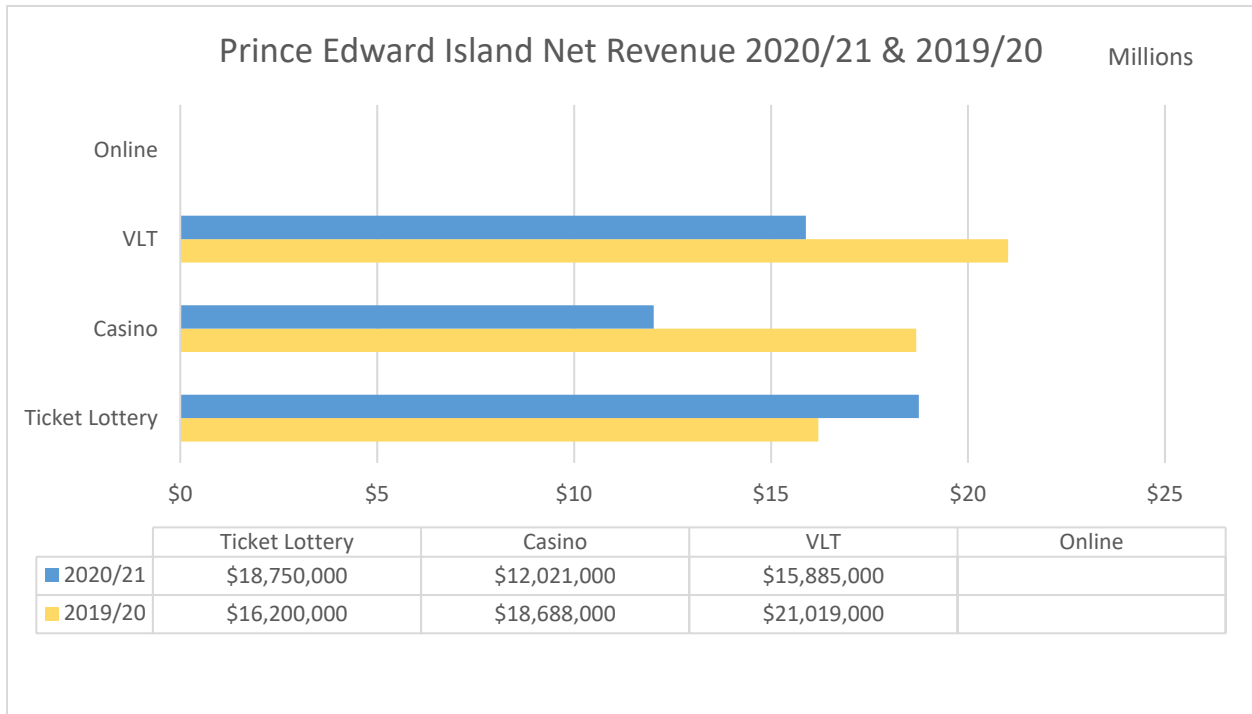 Prince Edward Island Net Revenue 2020/21 & 2019/20
Millions
Online
VLT
Casino
Ticket Lottery
$0 $5 $10 $15 $20 $25
Ticket Lottery Casino VLT Online
2020/21 $18,750,000 $12,021,000 $15,885,000
2019/20 $16,200,000 $18,688,000 $21,019,000